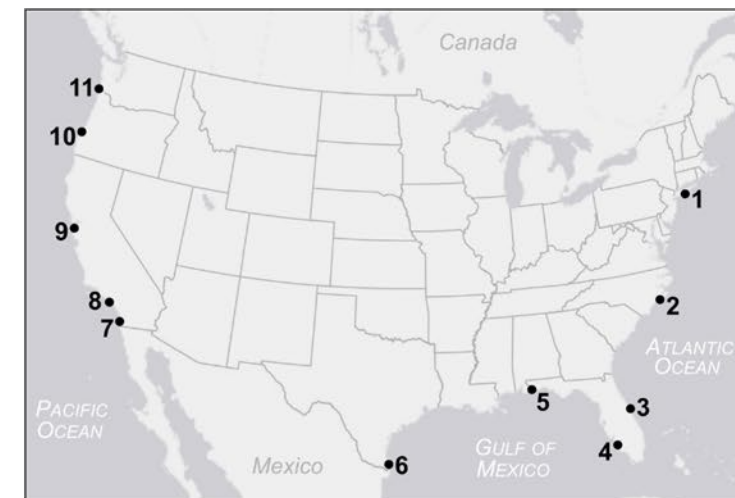 Canada
11
10
1
9
8
2
7
ATLANTIC
OCEAN
5
3
PACIFIC
OCEAN
4
GULF OF
MEXICO
Mexico
6